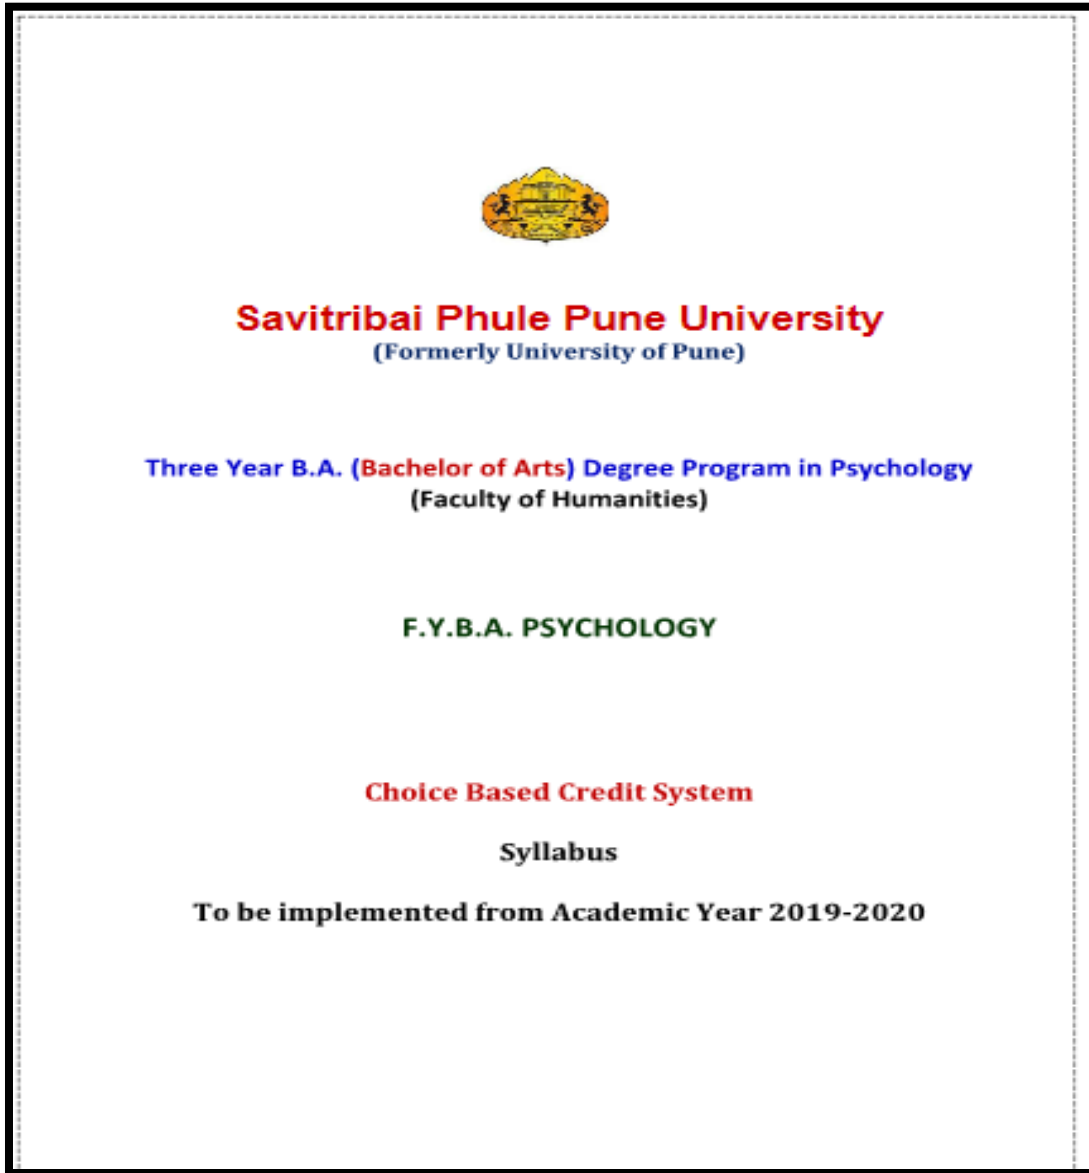 Savitribai Phule Pune University
(Formerly University of Pune)
Three Year B.A. (Bachelor of Arts) Degree Program in Psychology
(Faculty of Humanities)
F.Y.B.A. PSYCHOLOGY
Choice Based Credit System
Syllabus
To be implemented from Academic Year 2019-2020